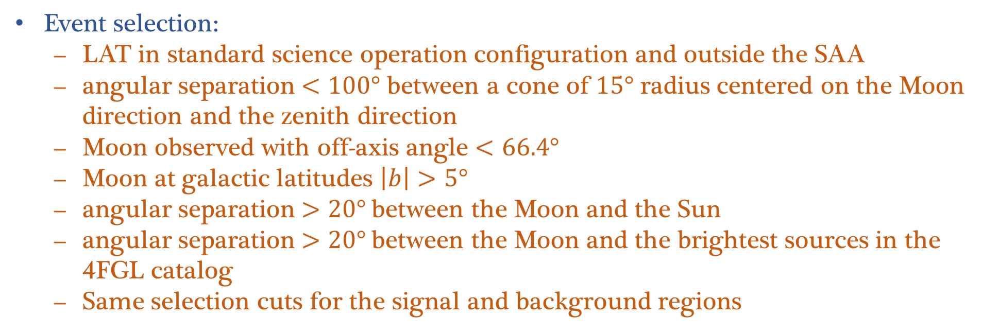 • Event selection:
– LAT in standard science operation configuration and outside the SAA
– angular separation < 100° between a cone of 15° radius centered on the Moon
direction and the zenith direction
– Moon observed with off-axis angle < 66.4°
– Moon at galactic latitudes |b| > 5°
– angular separation > 20° between the Moon and the Sun
– angular separation > 20° between the Moon and the brightest sources in the
4FGL catalog
– Same selection cuts for the signal and background regions